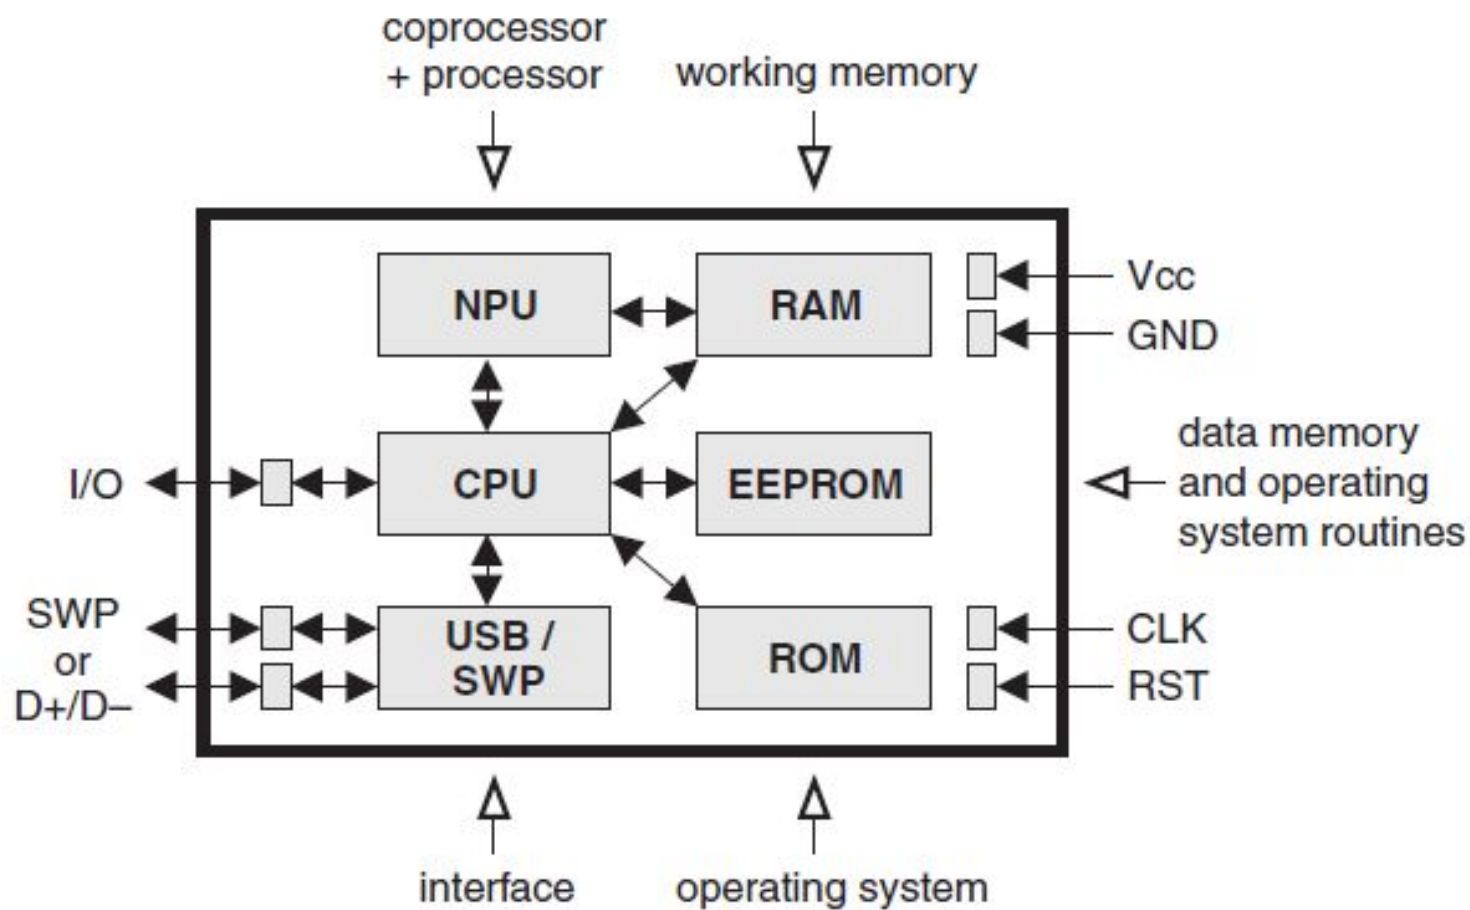 coprocessor
+ processor
working memory
NPU
RAM
Vcc
GND
I/O
CPU
EEPROM
data memory
and operating
system routines
SWP
or
D+/D–
USB /
SWP
ROM
CLK
RST
interface
operating system